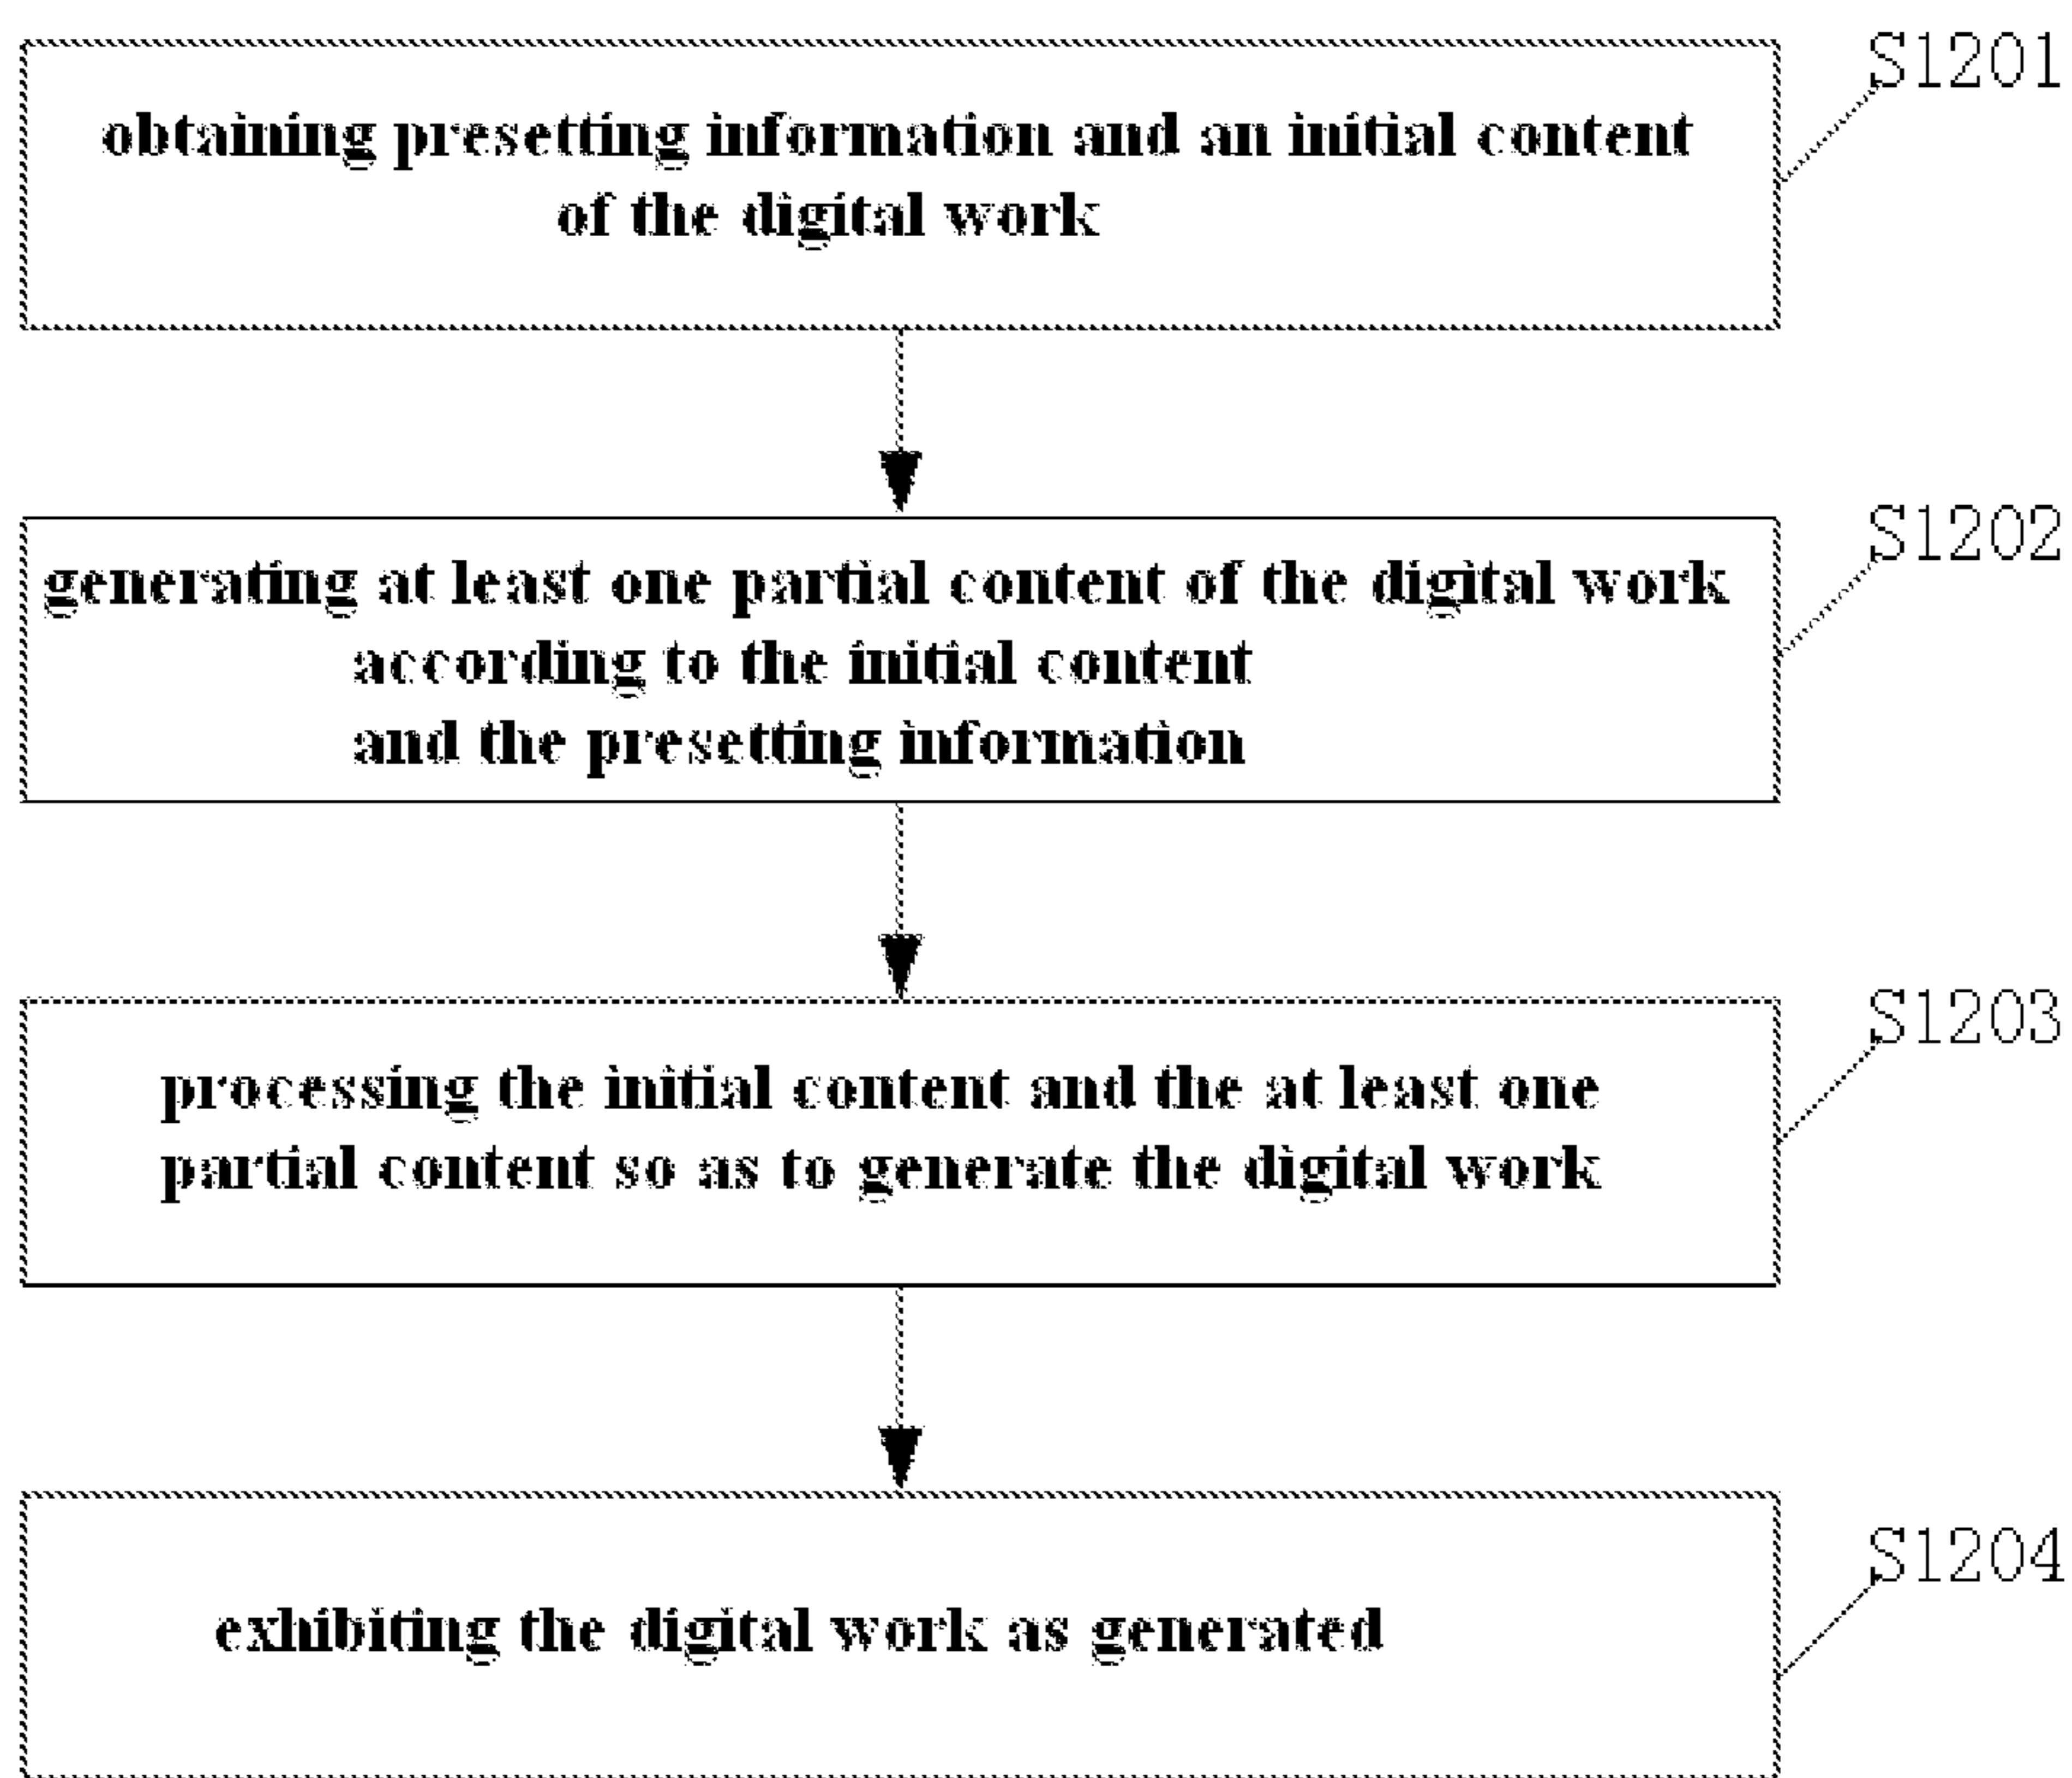 S1201
obtaining presetting information and an initial content
of the digital work
S1202
generating at least one partial content of the digital work
according to the initial content
and the presetting information
S1203
processing the initial content and the at least one
partial content so as to generate the digital work
S1204
exhibiting the digital work as generated